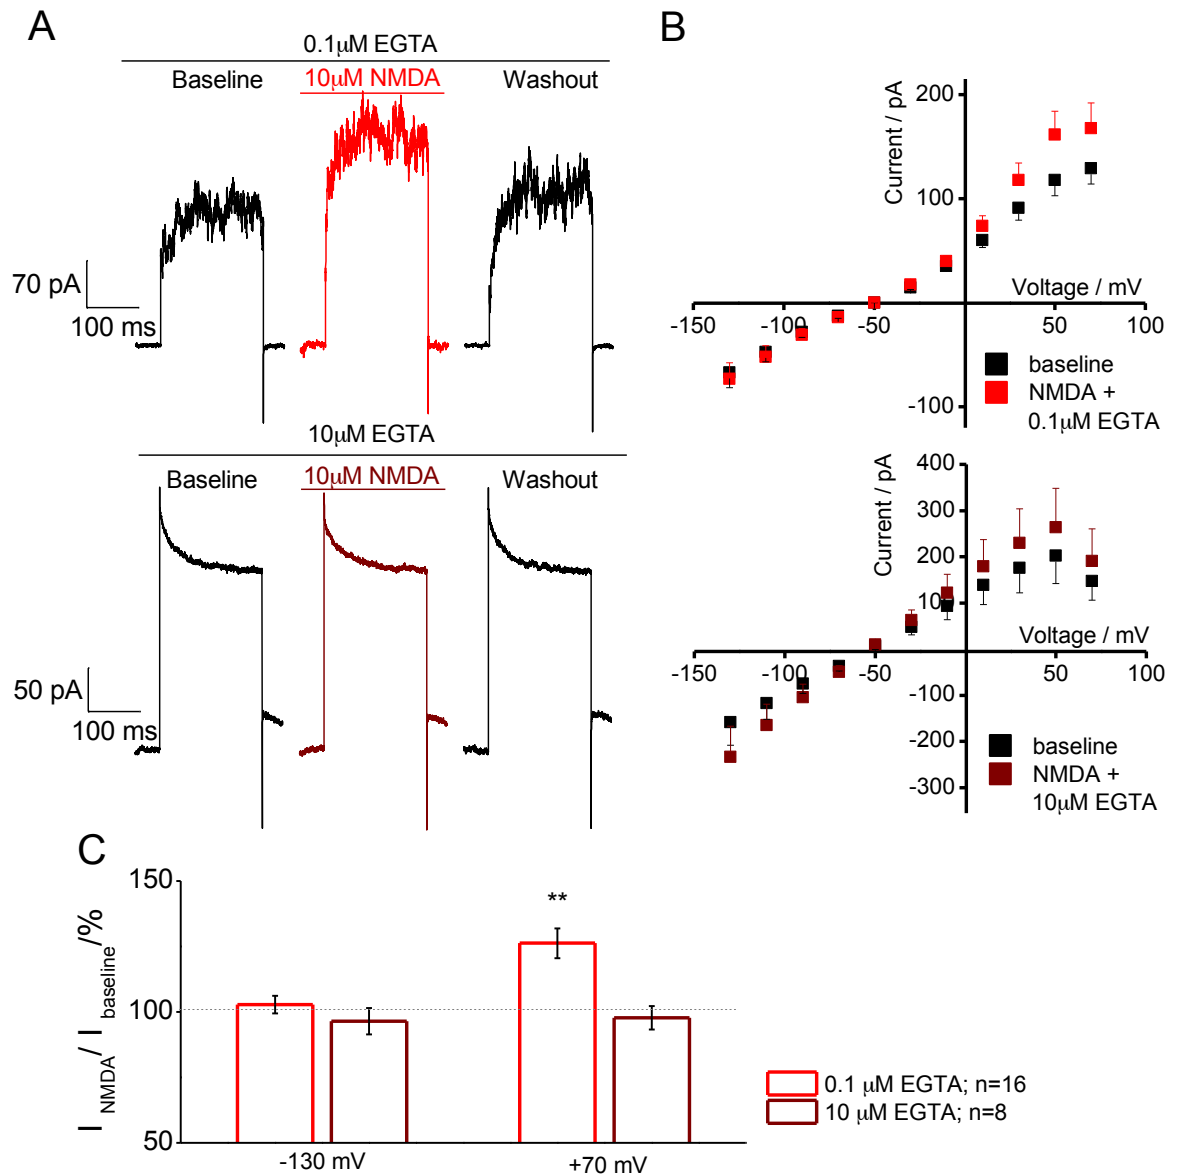 A
0.1μM EGTA
Baseline
10μM NMDA
Washout
70 pA
100 ms
10μM EGTA
Baseline
10μM NMDA
Washout
50 pA
100 ms
B
Current / pA
200
100
Voltage / mV
-150
-100
-50
50
100
-100
baseline
NMDA +
0.1μM EGTA
Current / pA
400
300
200
100
Voltage / mV
-150
-100
-50
50
100
-100
-200
-300
baseline
NMDA +
10μM EGTA
C
I NMDA / I baseline /%
150
100
50
**
-130 mV
+70 mV
0.1 μM EGTA; n=16
10 μM EGTA; n=8